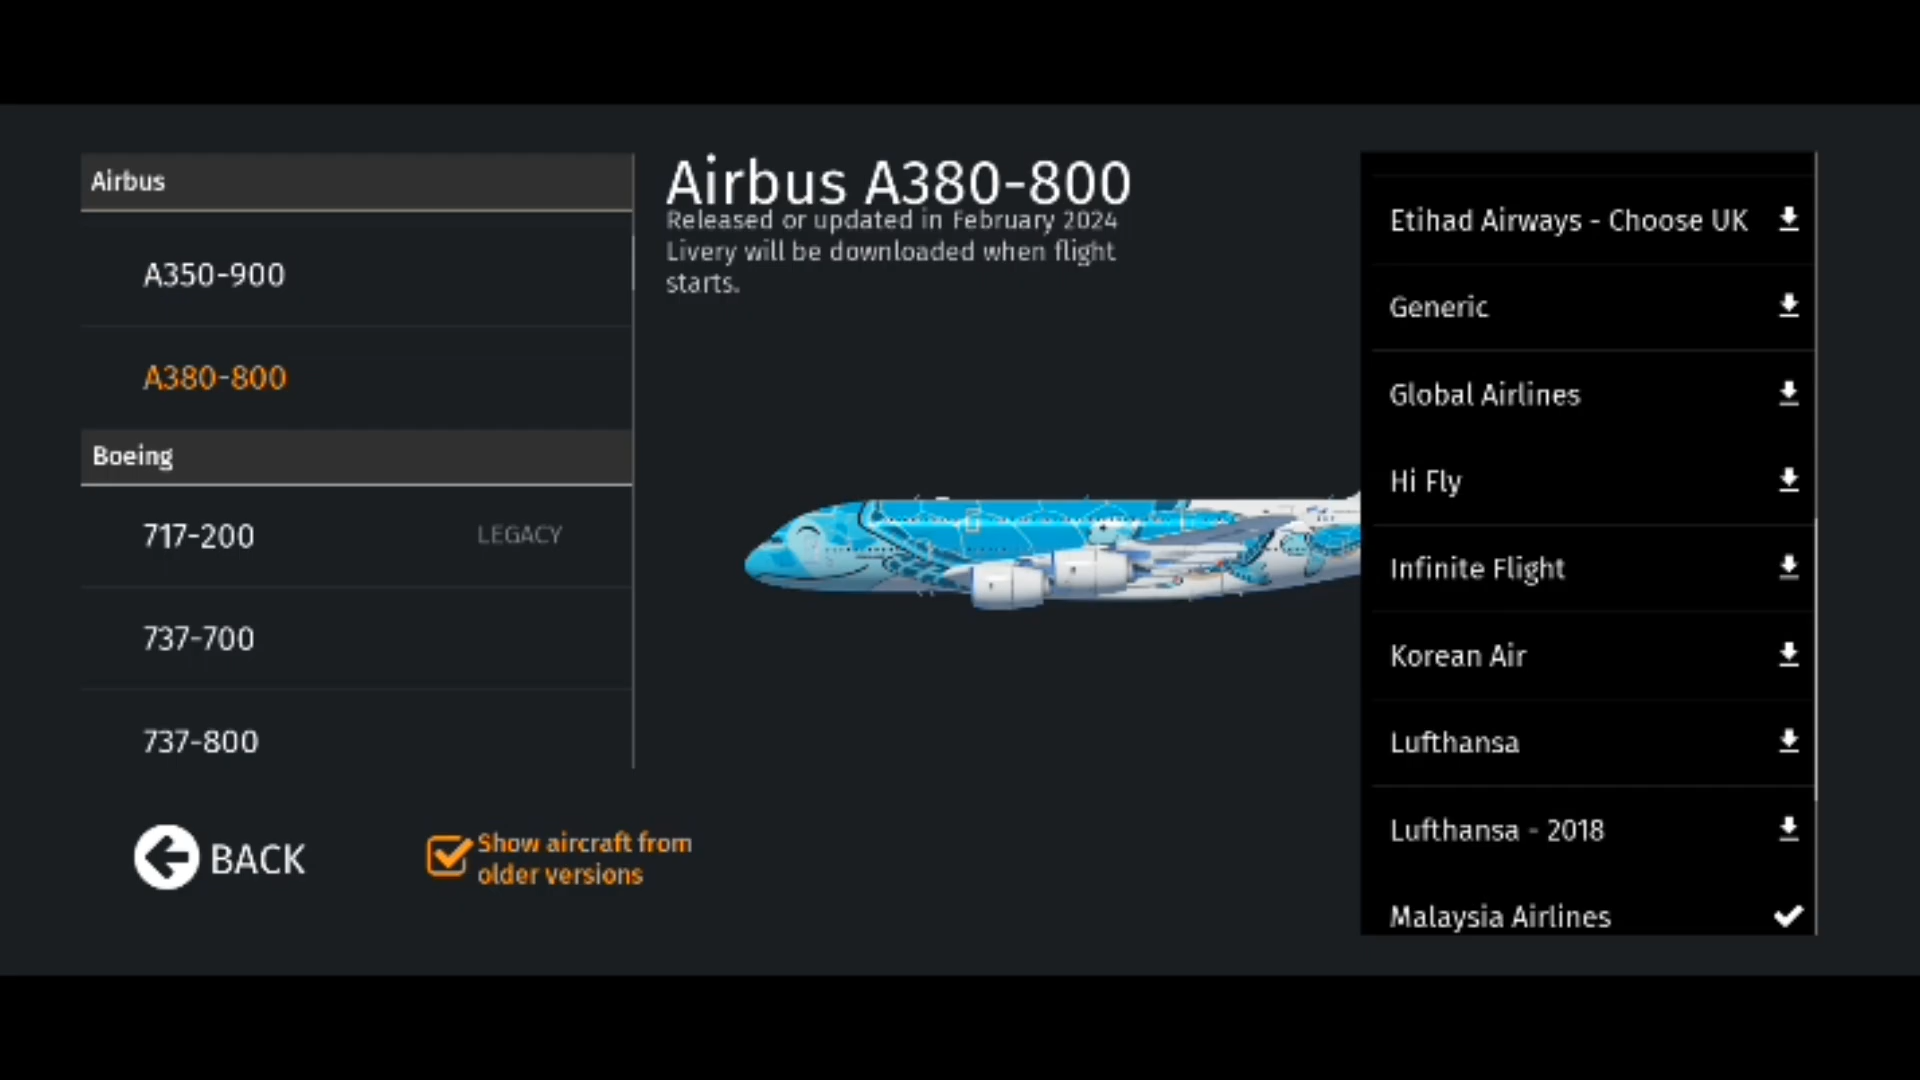 Airbus
A350-900
A380-800
Boeing
717-200 LEGACY
737-700
737-800
BACK
Show aircraft from
older versions
Airbus A380-800
Released or updated in February 2024
Livery will be downloaded when flight
starts.
Etihad Airways - Choose UK
Generic
Global Airlines
Hi Fly
Infinite Flight
Korean Air
Lufthansa
Lufthansa - 2018
Malaysia Airlines